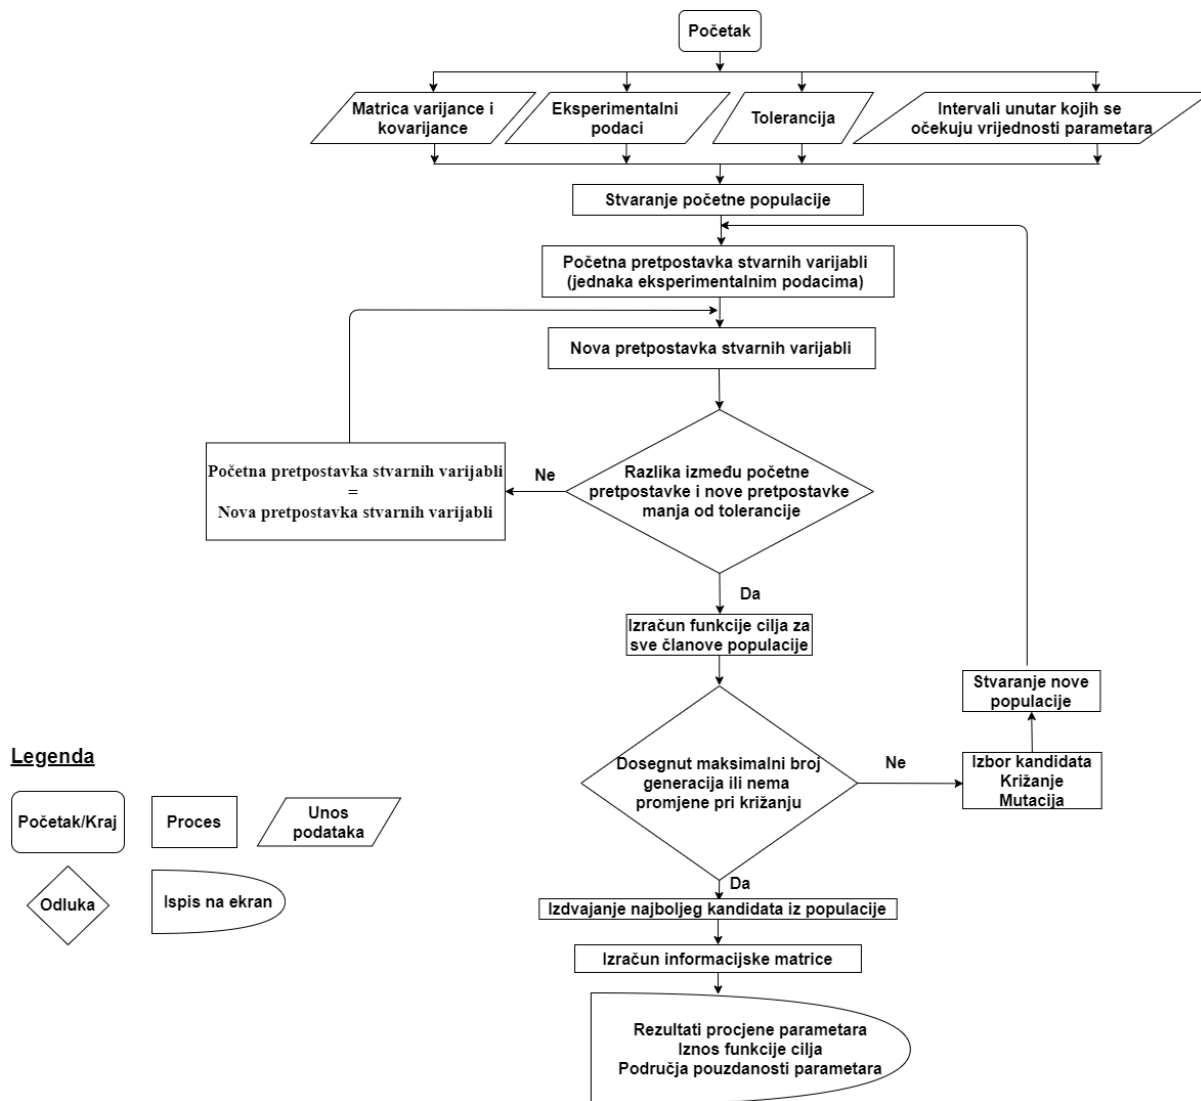 Početak
Matrica varijance i
kovarijance
Eksperimentalni
podaci
Tolerancija
Intervali unutar kojih se
očekuju vrijednosti parametara
Stvaranje početne populacije
Početna pretpostavka stvarnih varijabli
(jednaka eksperimentalnim podacima)
Nova pretpostavka stvarnih varijabli
Razlika između početne
pretpostavke i nove pretpostavke
manja od tolerancije
Ne
Početna pretpostavka stvarnih varijabli
=
Nova pretpostavka stvarnih varijabli
Da
Izračun funkcije cilja za
sve članove populacije
Dosegnut maksimalni broj
generacija ili nema
promjene pri križanju
Ne
Izbor kandidata
Križanje
Mutacija
Stvaranje nove
populacije
Da
Izdvajanje najboljeg kandidata iz populacije
Izračun informacijske matrice
Rezultati procjene parametara
Iznos funkcije cilja
Područja pouzdanosti parametara
Legenda
Početak/Kraj
Proces
Unos
podataka
Odluka
Ispis na ekran